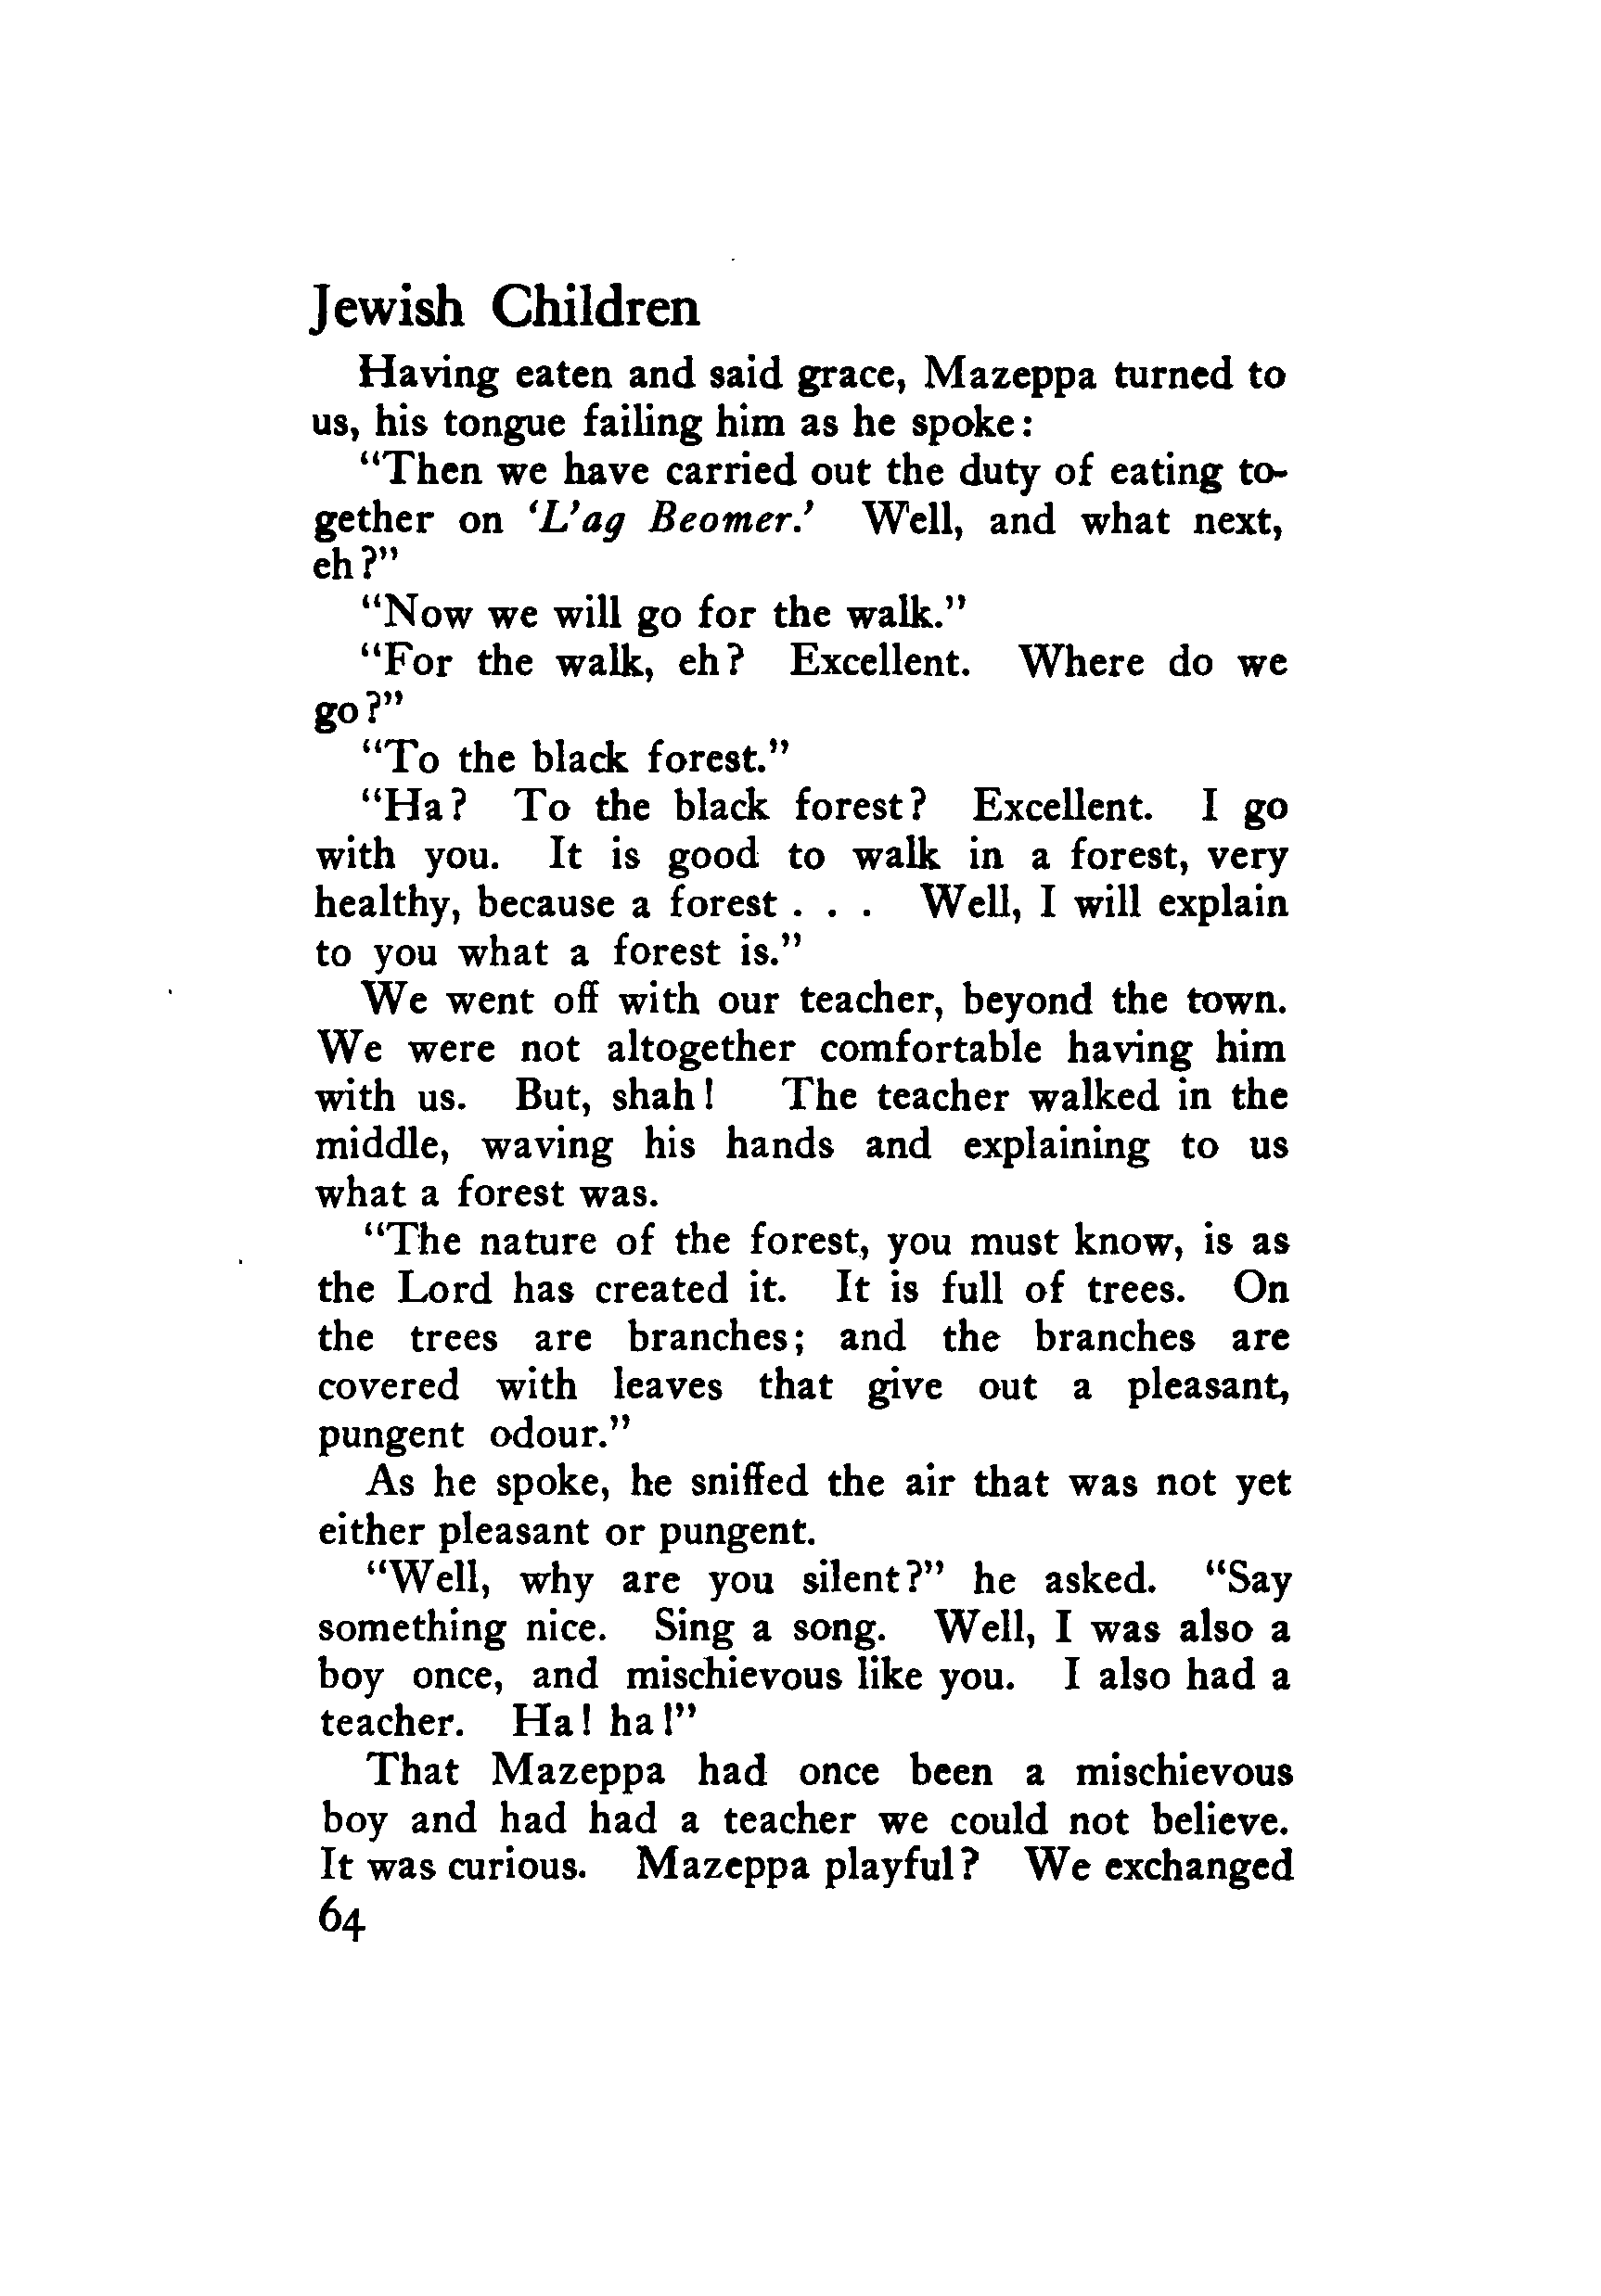 Jewish Children
Having eaten and said grace, Mazeppa turned to
us, his tongue failing him as he spoke:
"Then we have carried out the duty of eating to-
gether on 'L'ag Beomer.' Well, and what next,
eh?"
"Now we will go for the walk."
"For the walk, eh? Excellent. Where do we
go?"
"To the black forest."
"Ha? To the black forest? Excellent. I go
with you. It is good to walk in a forest, very
healthy, because a forest . . . Well, I will explain
to you what a forest is."
We went off with our teacher, beyond the town.
We were not altogether comfortable having him
with us. But, shah! The teacher walked in the
middle, waving his hands and explaining to us
what a forest was.
"The nature of the forest, you must know, is as
the Lord has created it. It is full of trees. On
the trees are branches; and the branches are
covered with leaves that give out a pleasant,
pungent odour."
As he spoke, he sniffed the air that was not yet
either pleasant or pungent.
"Well, why are you silent?" he asked. "Say
something nice. Sing a song. Well, I was also a
boy once, and mischievous like you. I also had a
teacher. Ha! ha!"
That Mazeppa had once been a mischievous
boy and had had a teacher we could not believe.
It was curious. Mazeppa playful? We exchanged
64